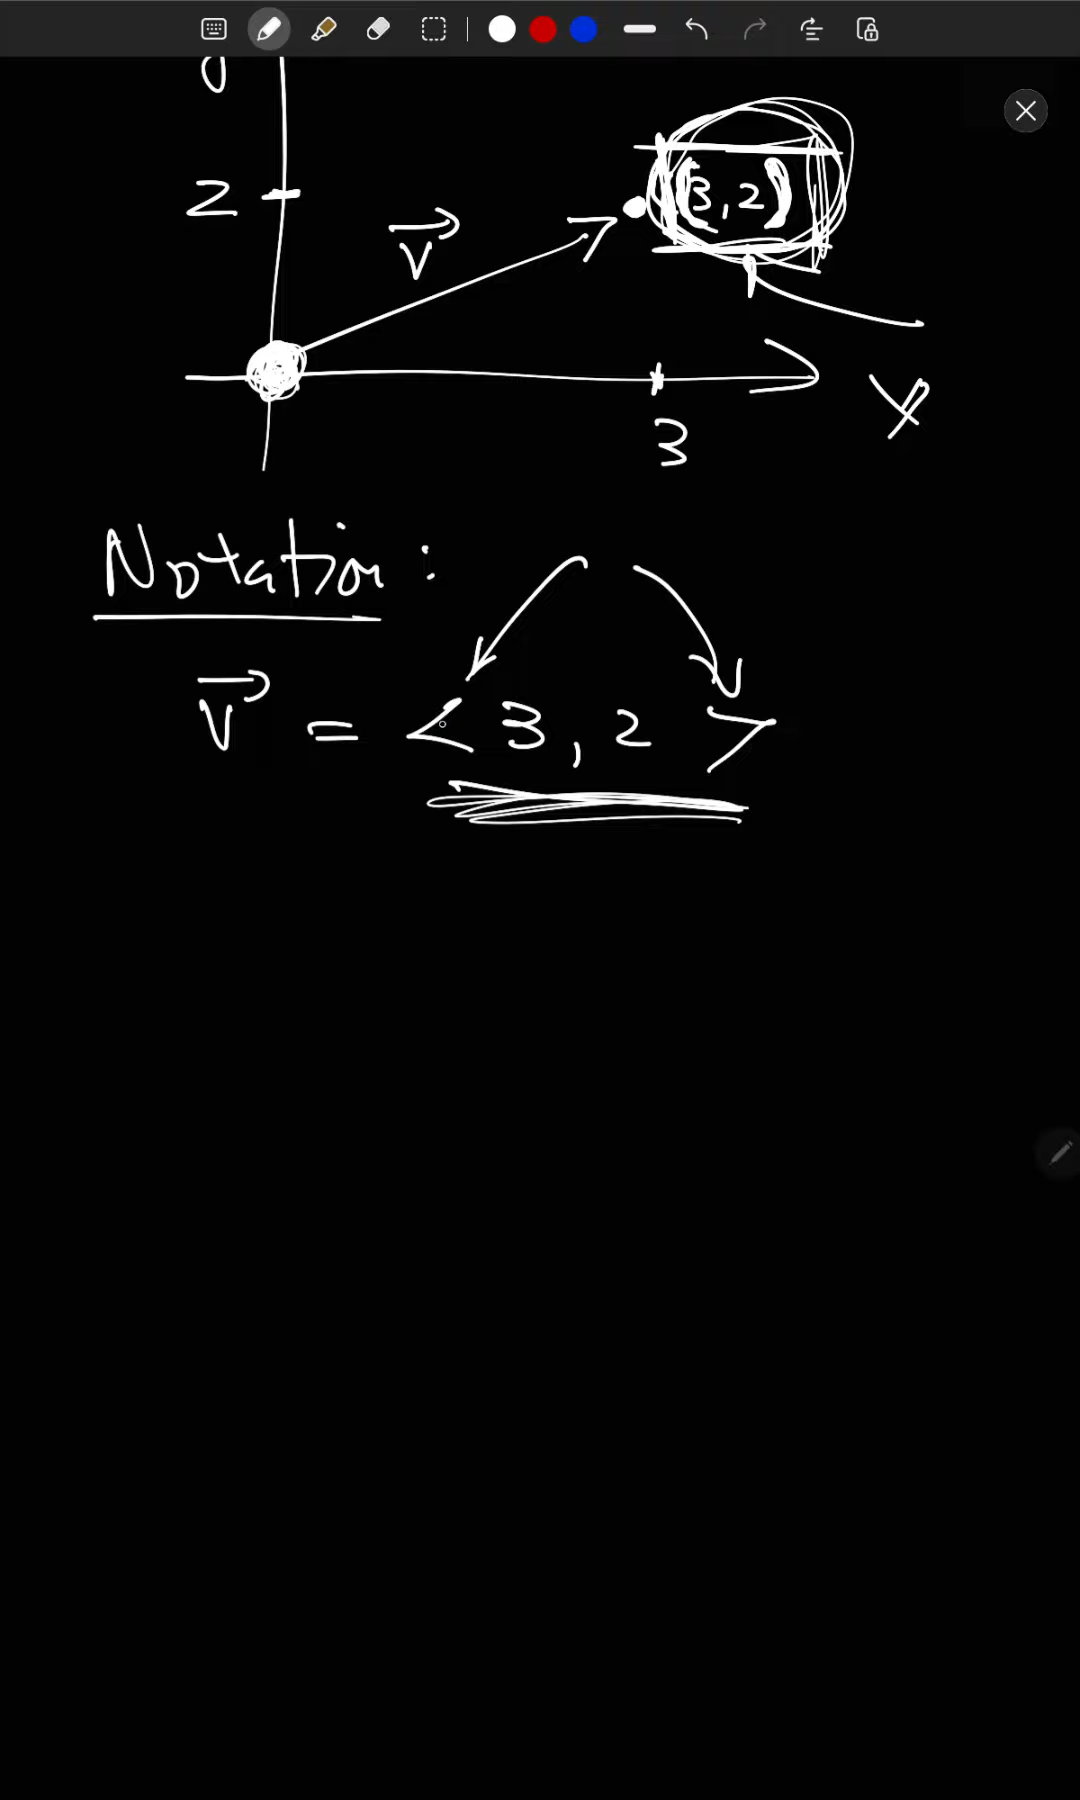 2
v
(3,2)
3
x
Notation:
v = < 3, 2 >